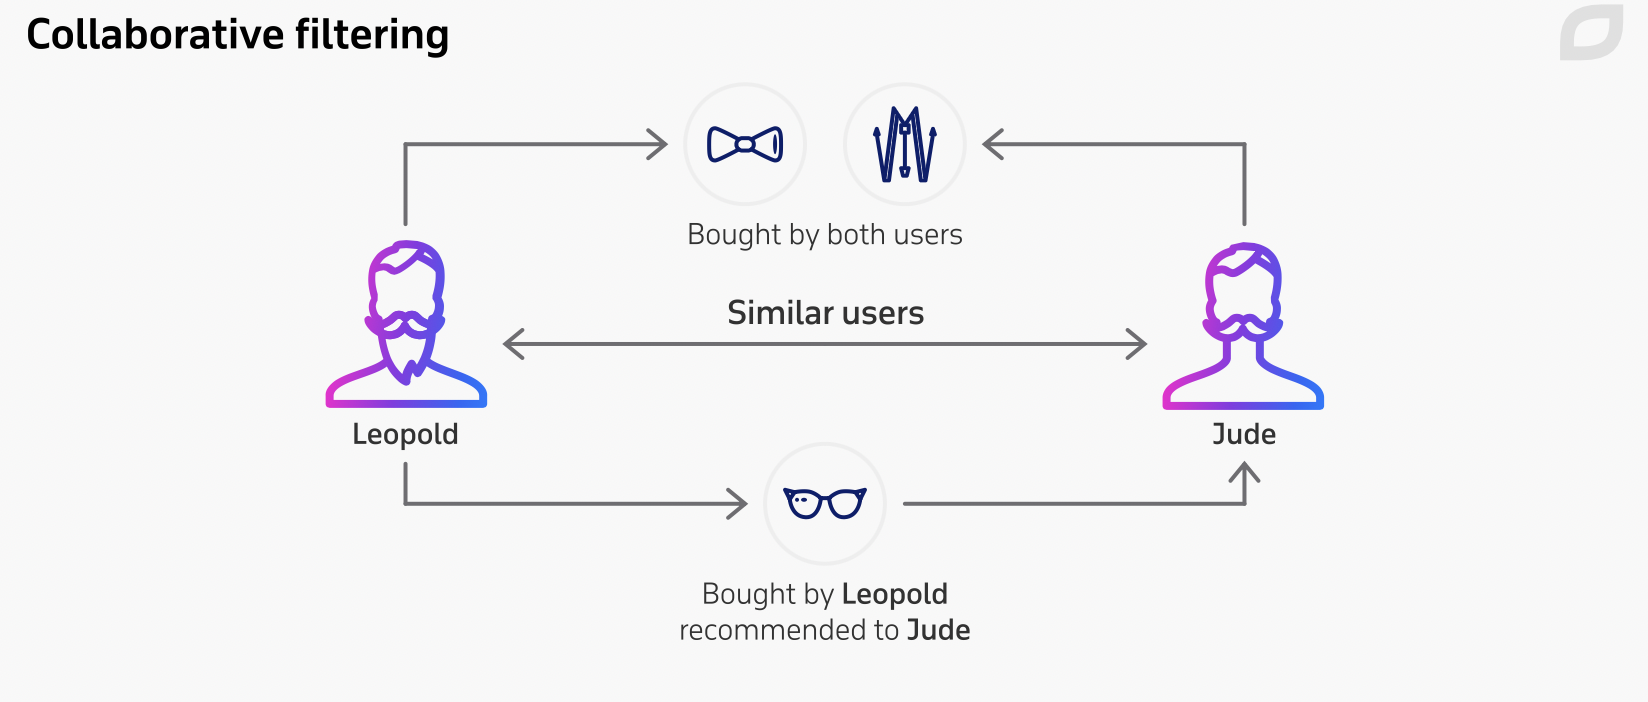 Collaborative filtering
Bought by both users
Similar users
Leopold
Jude
Bought by Leopold
recommended to Jude